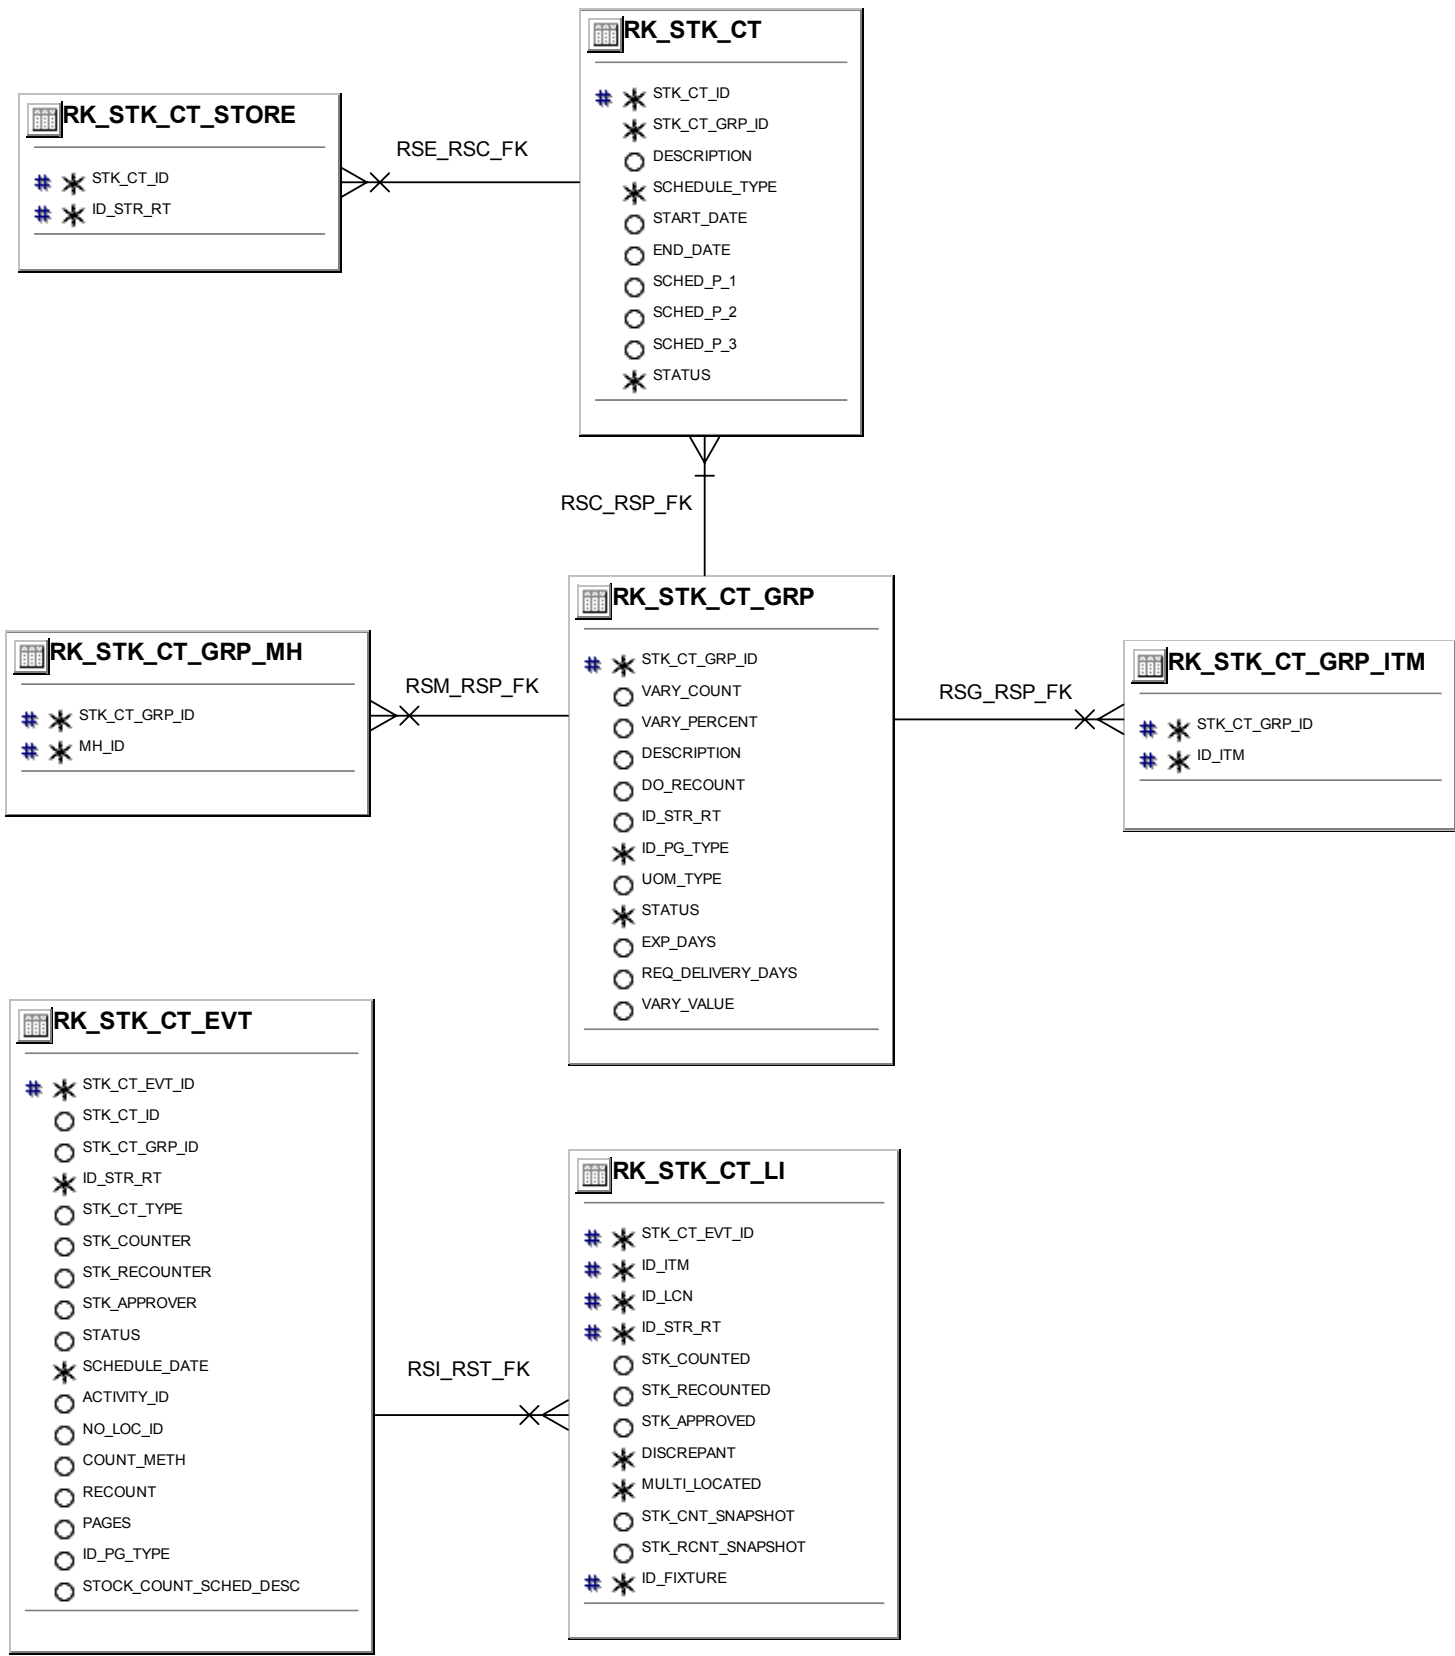 RK_STK_CT
# STK_CT_ID
STK_CT_GRP_ID
DESCRIPTION
SCHEDULE_TYPE
START_DATE
END_DATE
SCHED_P_1
SCHED_P_2
SCHED_P_3
STATUS
RK_STK_CT_STORE
# STK_CT_ID
# ID_STR_RT
RSE_RSC_FK
RSC_RSP_FK
RK_STK_CT_GRP_MH
# STK_CT_GRP_ID
# MH_ID
RSM_RSP_FK
RK_STK_CT_GRP
# STK_CT_GRP_ID
VARY_COUNT
VARY_PERCENT
DESCRIPTION
DO_RECOUNT
ID_STR_RT
ID_PG_TYPE
UOM_TYPE
STATUS
EXP_DAYS
REQ_DELIVERY_DAYS
VARY_VALUE
RSG_RSP_FK
RK_STK_CT_GRP_ITM
# STK_CT_GRP_ID
# ID_ITM
RK_STK_CT_EVT
# STK_CT_EVT_ID
STK_CT_ID
STK_CT_GRP_ID
ID_STR_RT
STK_CT_TYPE
STK_COUNTER
STK_RECOUNTER
STK_APPROVER
STATUS
SCHEDULE_DATE
ACTIVITY_ID
NO_LOC_ID
COUNT_METH
RECOUNT
PAGES
ID_PG_TYPE
STOCK_COUNT_SCHED_DESC
RSI_RST_FK
RK_STK_CT_LI
# STK_CT_EVT_ID
# ID_ITM
# ID_LCN
# ID_STR_RT
STK_COUNTED
STK_RECOUNTED
STK_APPROVED
DISCREPANT
MULTI_LOCATED
STK_CNT_SNAPSHOT
STK_RCNT_SNAPSHOT
# ID_FIXTURE